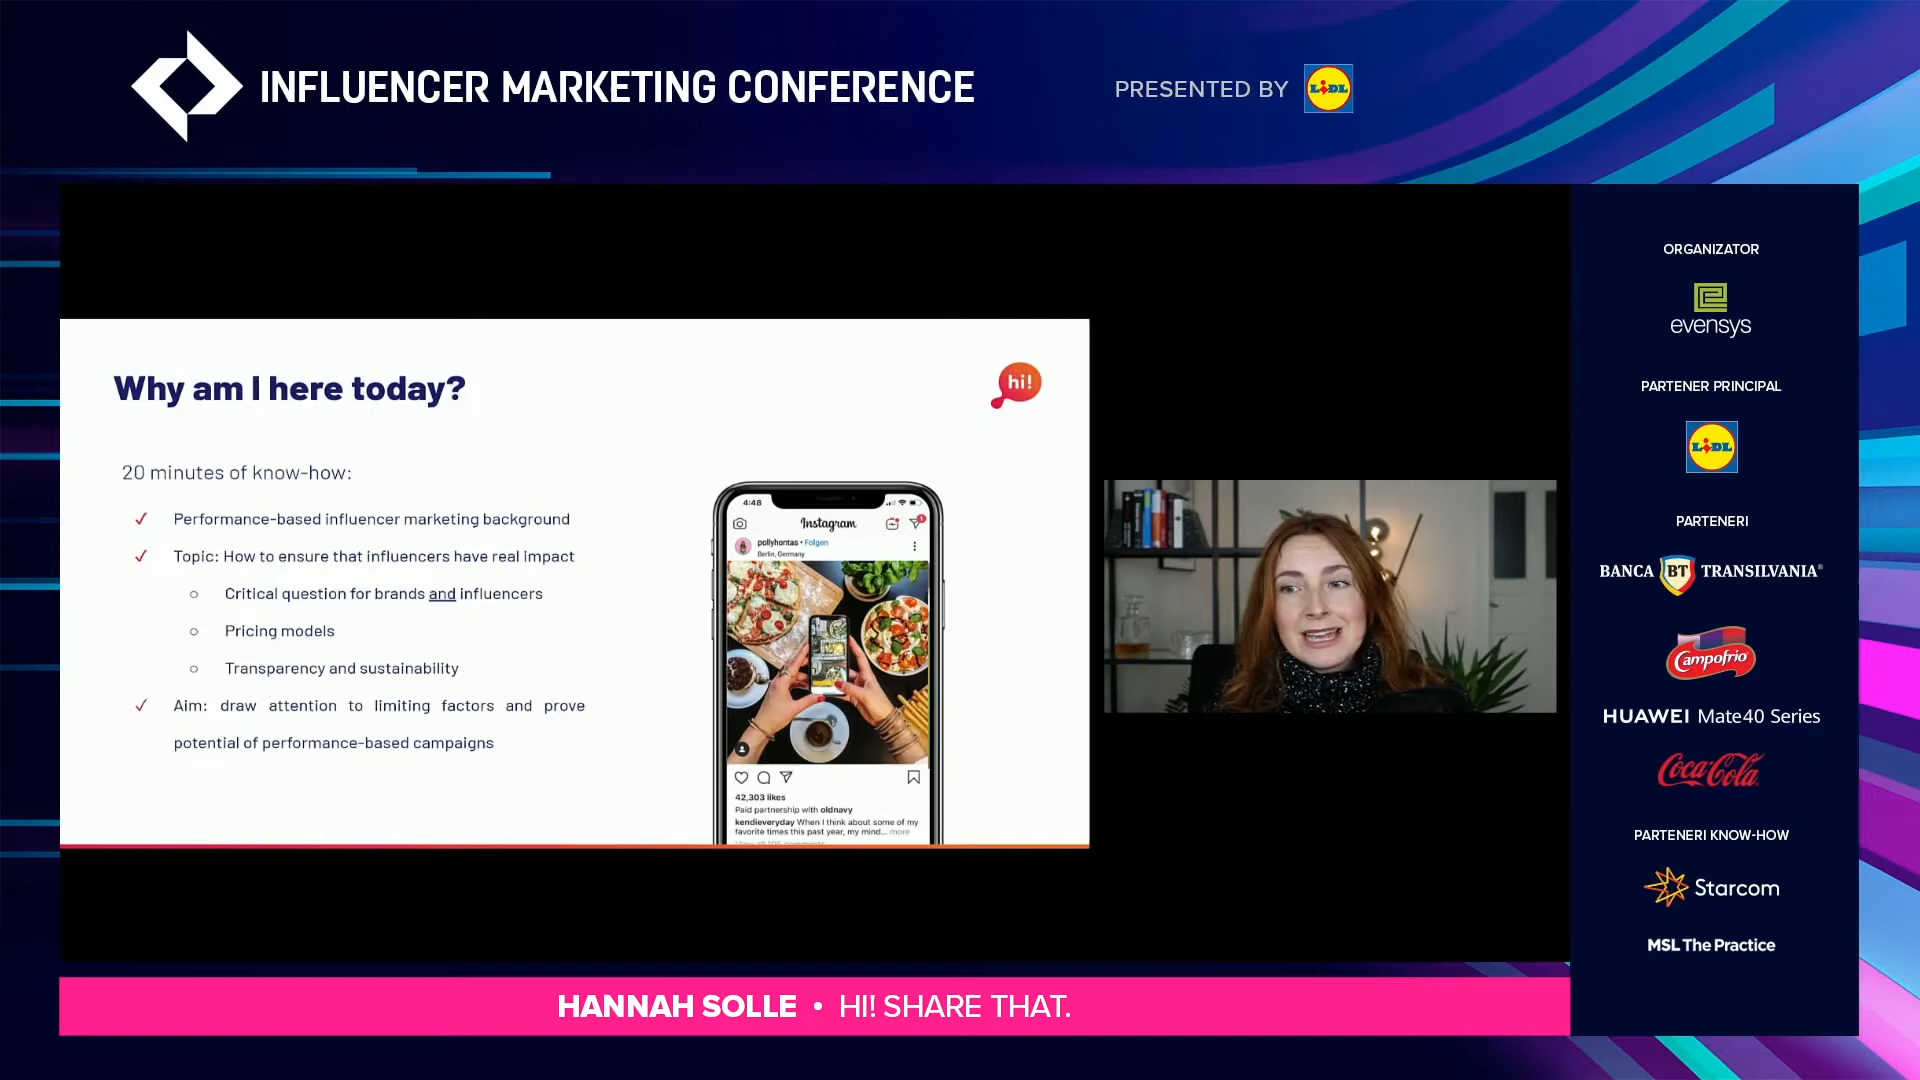 INFLUENCER MARKETING CONFERENCE
PRESENTED BY
LIDL
Why am I here today?
hi!
20 minutes of know-how:
✓ Performance-based influencer marketing background
✓ Topic: How to ensure that influencers have real impact
○ Critical question for brands and influencers
○ Pricing models
○ Transparency and sustainability
✓ Aim: draw attention to limiting factors and prove
potential of performance-based campaigns
4:48
Instagram
1
pollyhontas • Folgen
Berlin, Germany
42,303 likes
Paid partnership with oldnavy
kendieveryday When I think about some of my
favorite times this past year, my mind... more
ORGANIZATOR
evensys
PARTENER PRINCIPAL
LIDL
PARTENERI
BANCA BT TRANSILVANIA®
Campofrio
HUAWEI Mate40 Series
Coca-Cola
PARTENERI KNOW-HOW
Starcom
MSL The Practice
HANNAH SOLLE • HI! SHARE THAT.